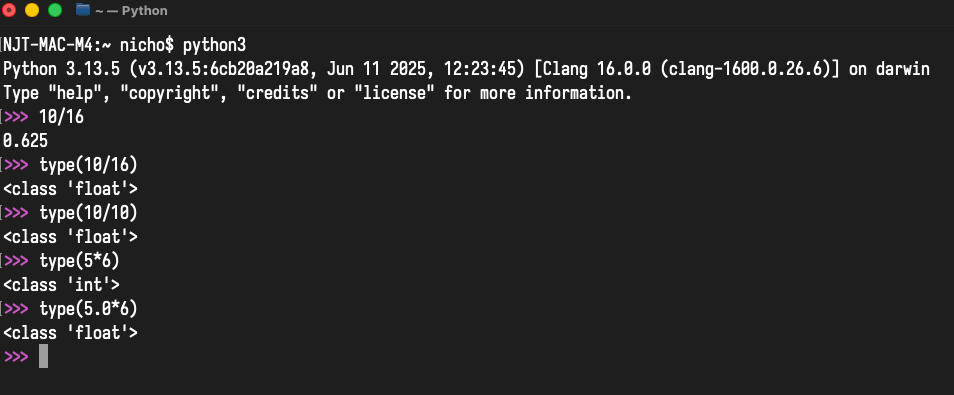 ~ — Python
NJT-MAC-M4:~ nicho$ python3
Python 3.13.5 (v3.13.5:6cb20a219a8, Jun 11 2025, 12:23:45) [Clang 16.0.0 (clang-1600.0.26.6)] on darwin
Type "help", "copyright", "credits" or "license" for more information.
>>> 10/16
0.625
>>> type(10/16)
<class 'float'>
>>> type(10/10)
<class 'float'>
>>> type(5*6)
<class 'int'>
>>> type(5.0*6)
<class 'float'>
>>>